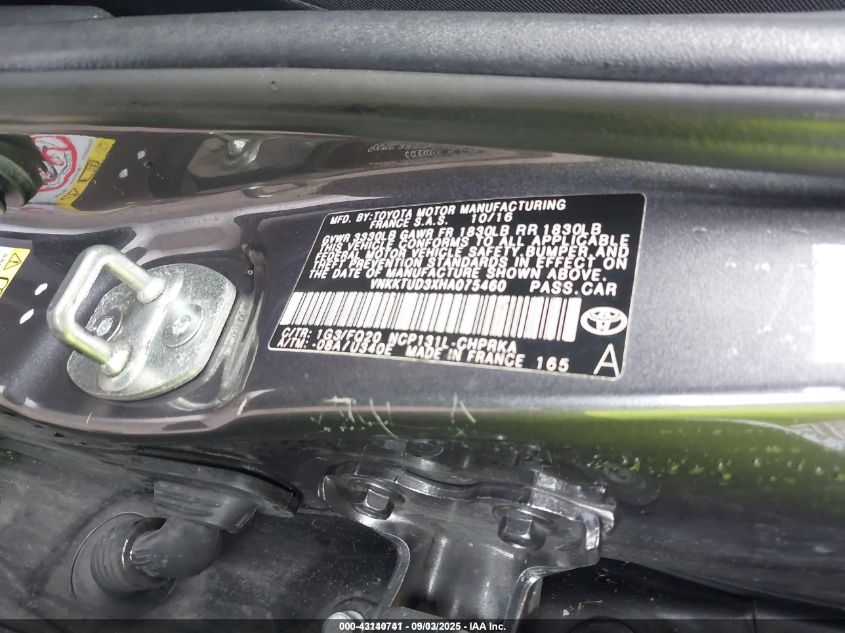 MFD. BY:TOYOTA MOTOR MANUFACTURING
FRANCE S.A.S. 10/16
GVWR 3330LB GAWR FR 1830LB RR 1830LB
THIS VEHICLE CONFORMS TO ALL APPLICABLE
FEDERAL MOTOR VEHICLE SAFETY, BUMPER, AND
THEFT PREVENTION STANDARDS IN EFFECT ON
THE DATE OF MANUFACTURE SHOWN ABOVE.
VNKKTUD3XHA075460 PASS.CAR
C/TR: 1G3/FQ20 NCP131L-CHPRKA
A/TM: -09A/U340E MADE IN FRANCE 165
A
000-43140741 - 09/03/2025 - IAA Inc.